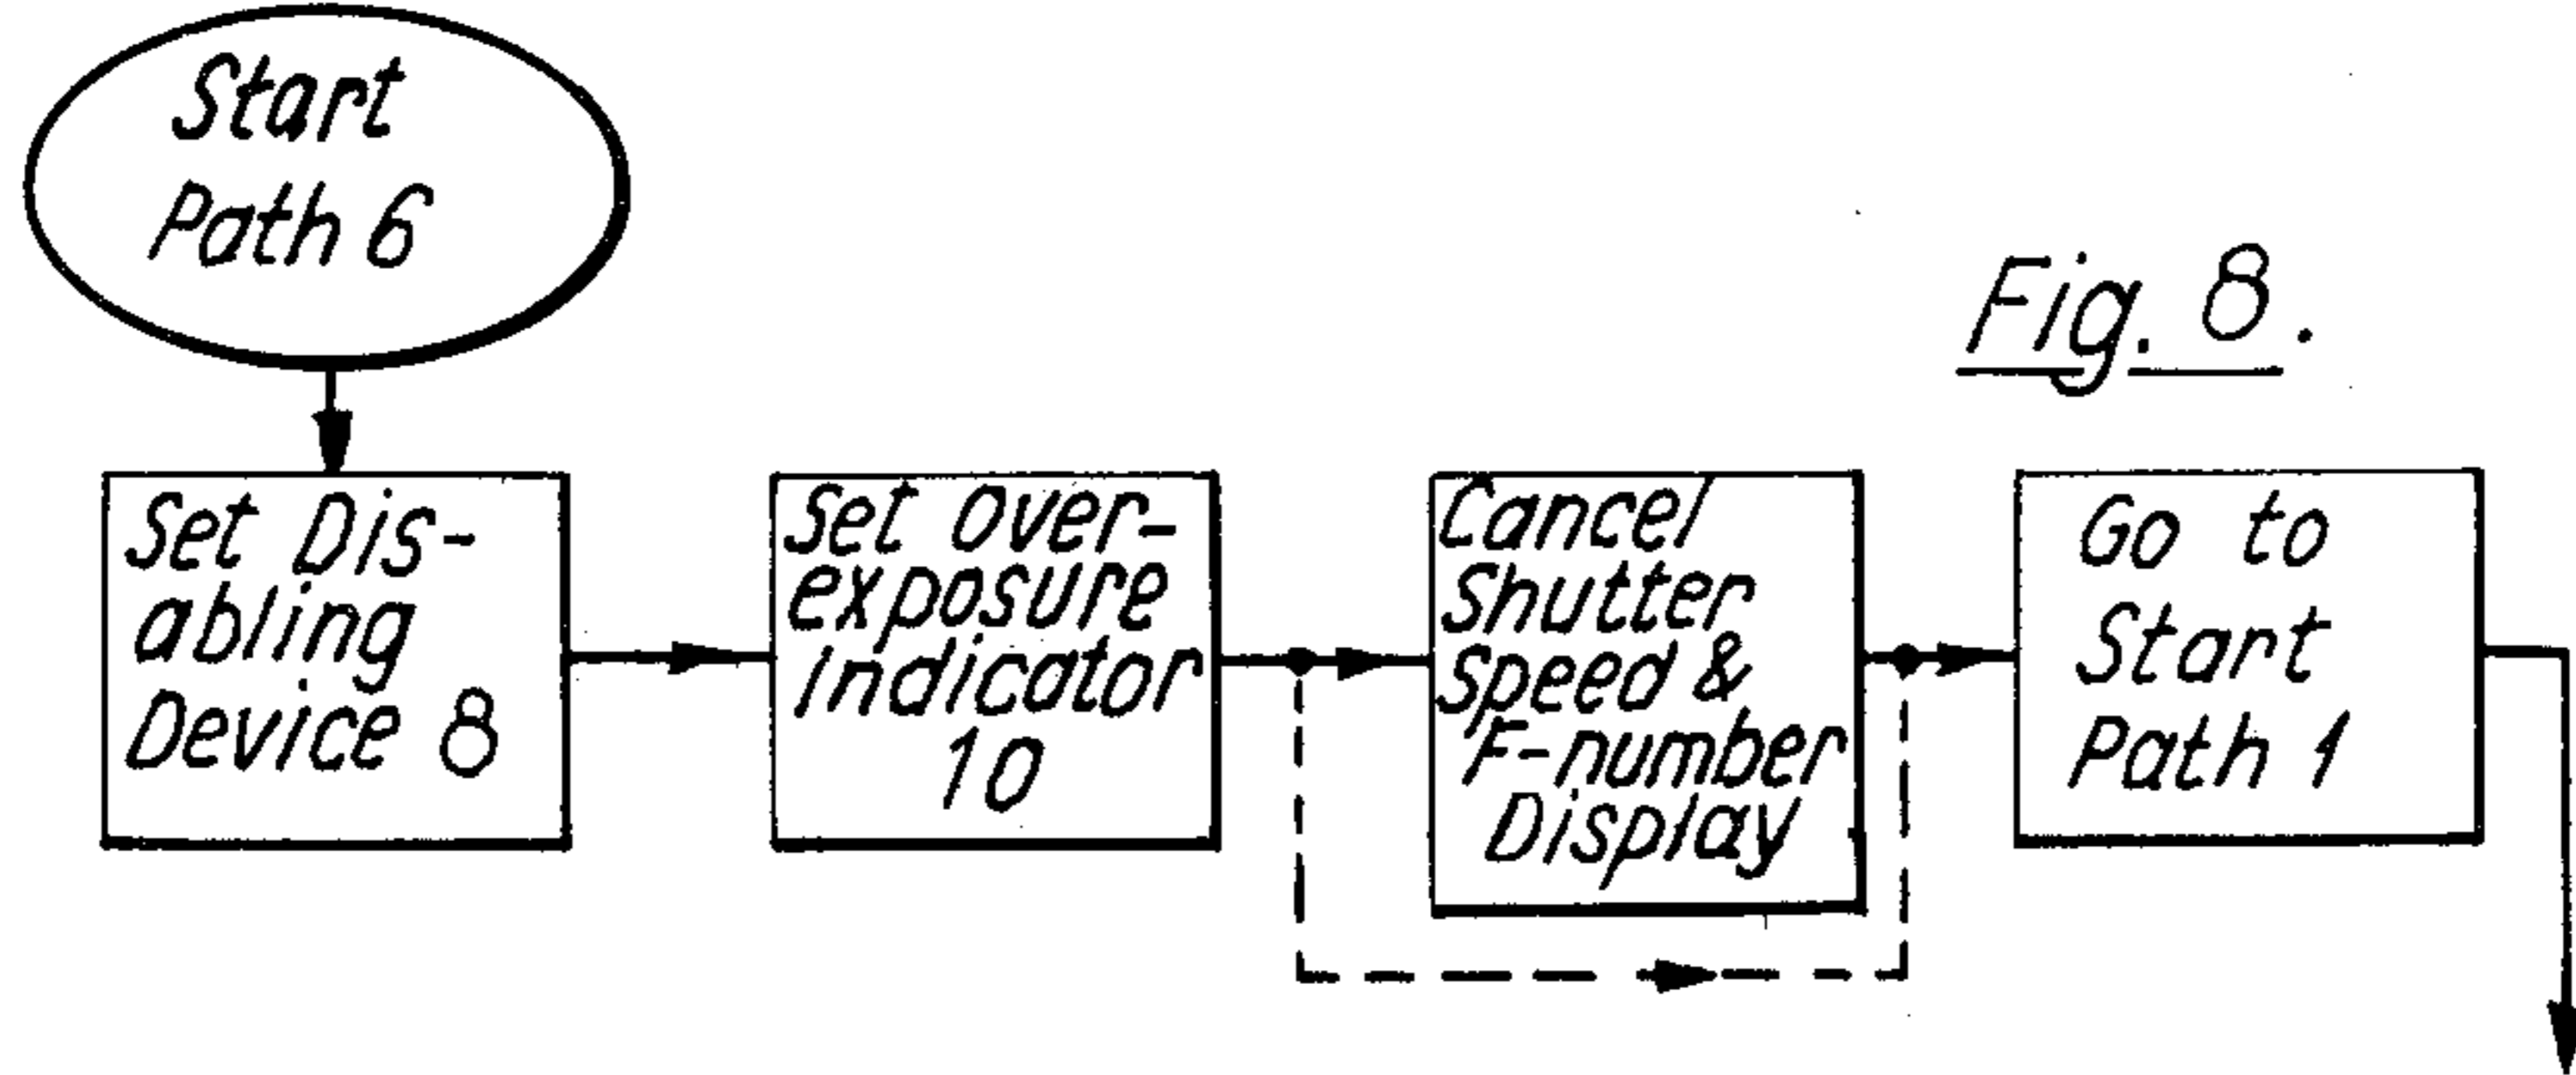 Start
Path 6
Fig. 8.
Set Dis-
abling
Device 8
Set Over-
exposure
Indicator
10
Cancel
Shutter
Speed &
F-number
Display
Go to
Start
Path 1